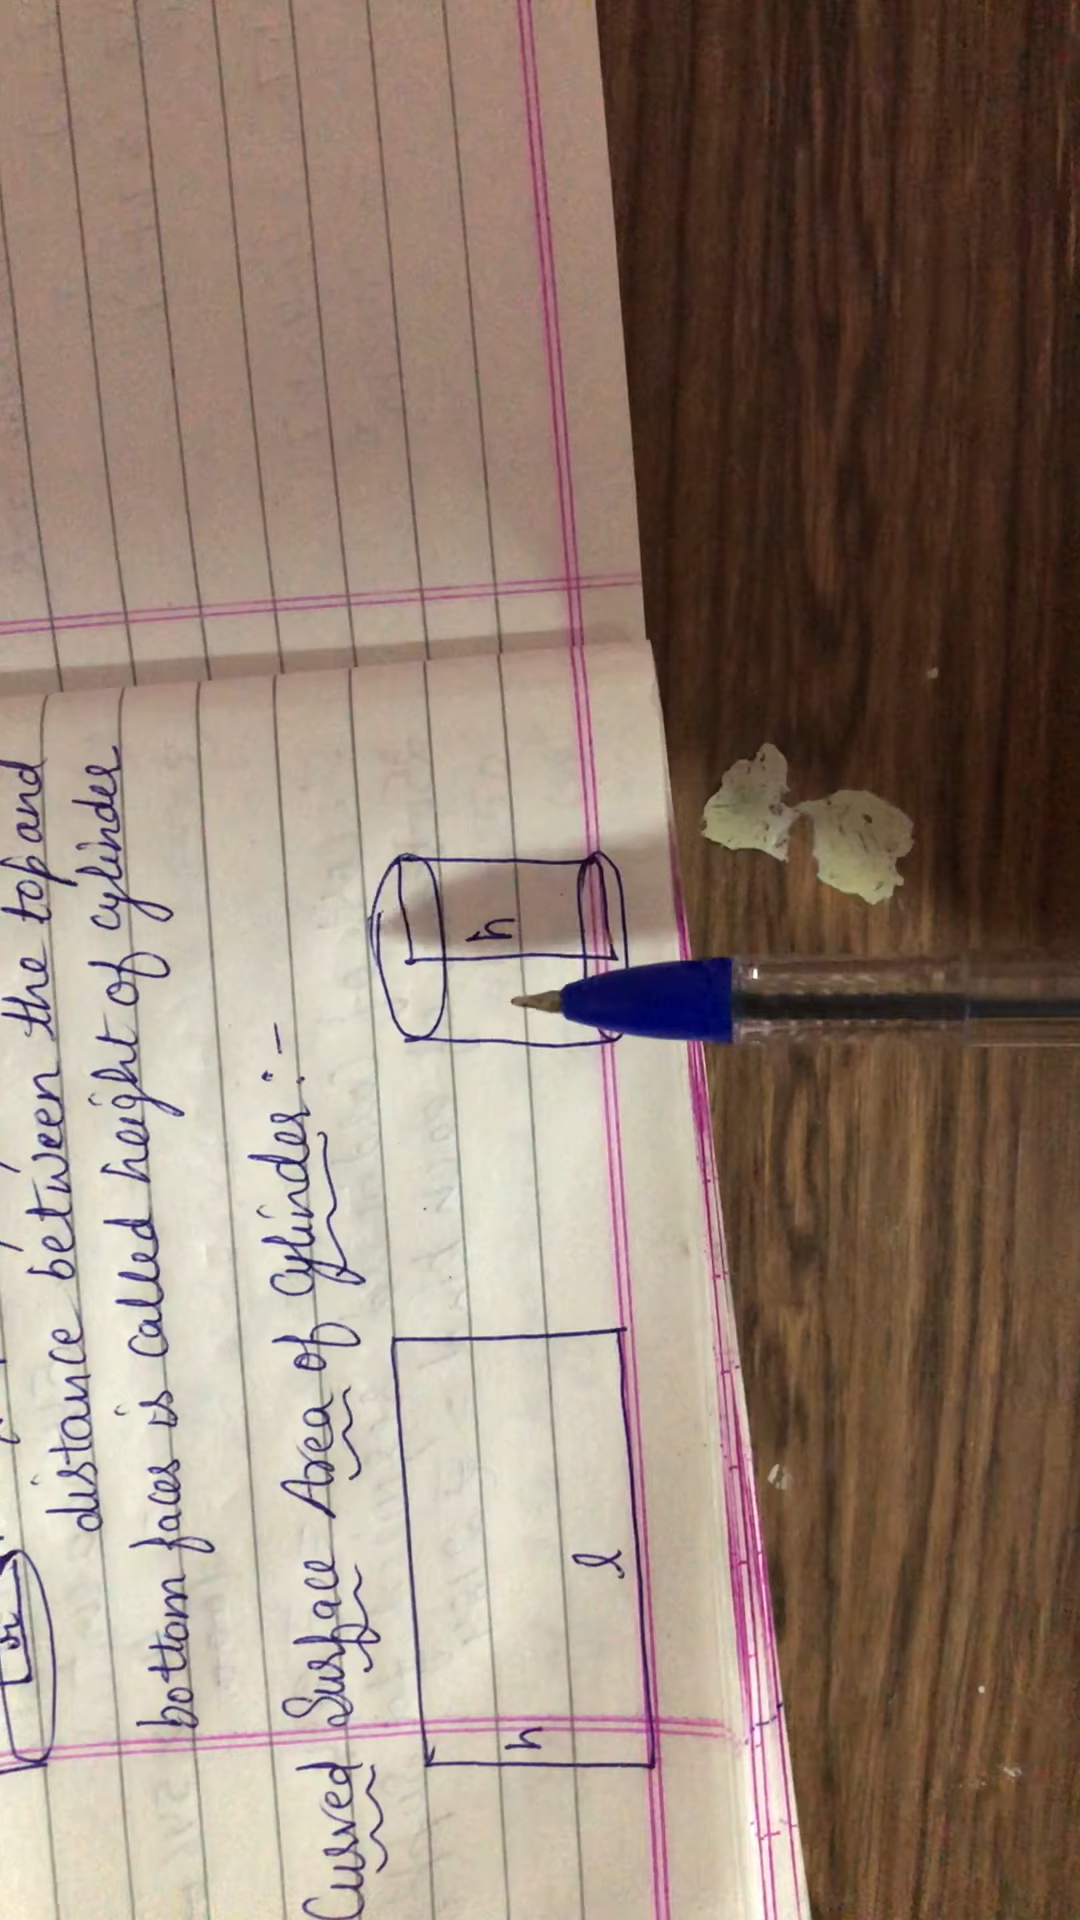 distance between the top and
bottom faces is called height of cylinder
Curved Surface Area of Cylinder:-
h
l
h